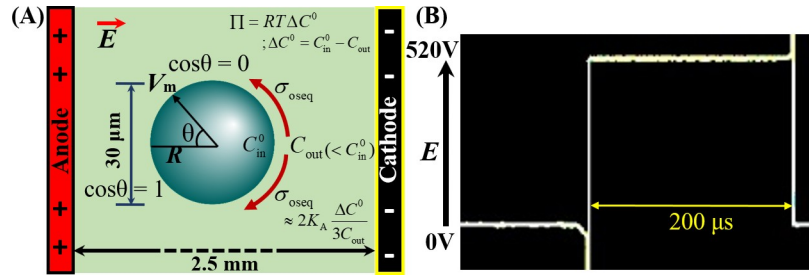 (A)
E
Π = RTΔC⁰
; ΔC⁰ = C⁰in − Cout
cosθ = 0
Vm
σoseq
30 μm
θ
R
C⁰in
Cout(< C⁰in)
cosθ = 1
σoseq
≈ 2KA ΔC⁰ / 3Cout
2.5 mm
Anode
+
+
+
+
Cathode
-
-
-
-
-
(B)
520V
E
0V
200 μs